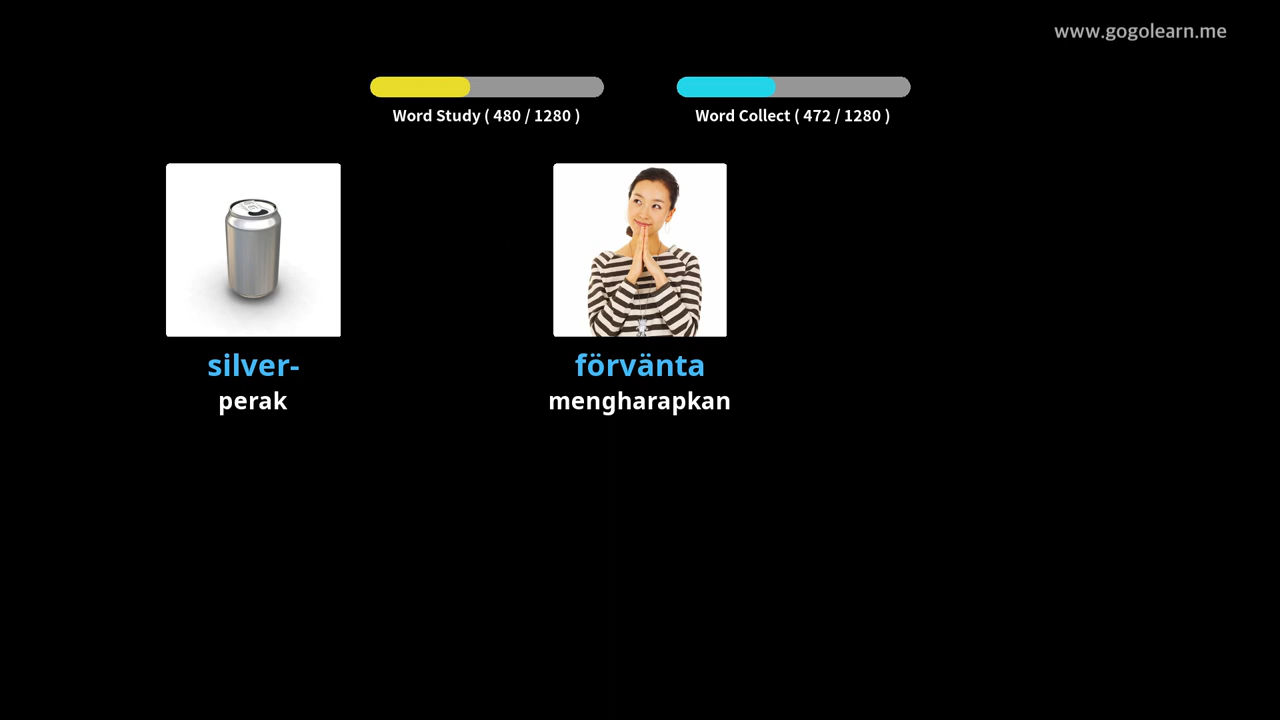 www.gogolearn.me
Word Study ( 480 / 1280 )
Word Collect ( 472 / 1280 )
silver-
perak
förvänta
mengharapkan